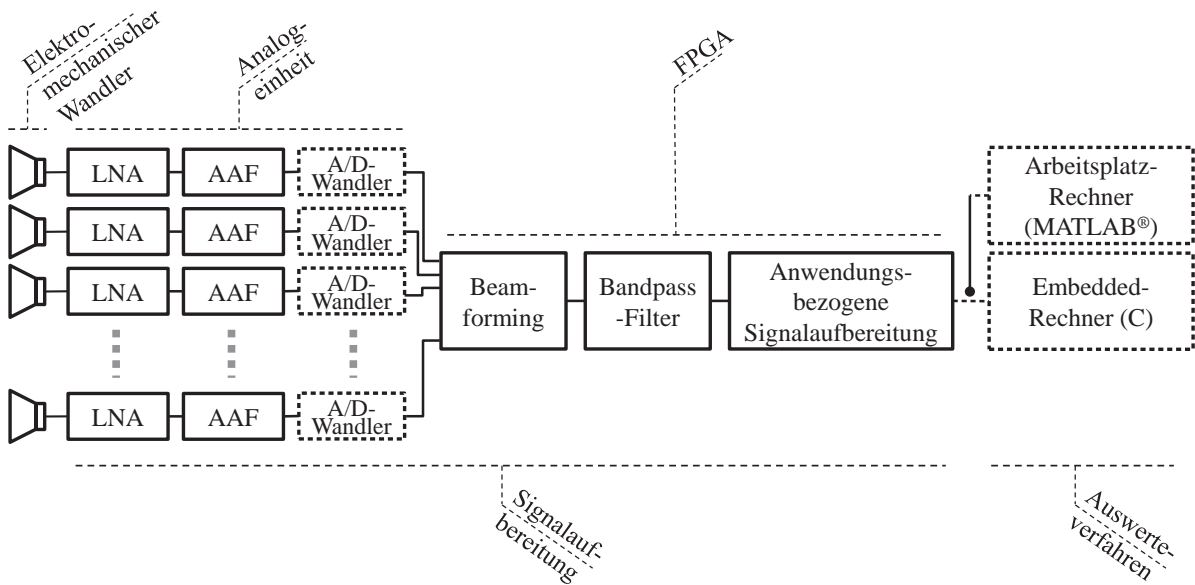 Elektro-
mechanischer
Wandler
Analog-
einheit
FPGA
LNA
AAF
A/D-
Wandler
LNA
AAF
A/D-
Wandler
LNA
AAF
A/D-
Wandler
LNA
AAF
A/D-
Wandler
Beam-
forming
Bandpass
-Filter
Anwendungs-
bezogene
Signalaufbereitung
Arbeitsplatz-
Rechner
(MATLAB®)
Embedded-
Rechner (C)
Signalauf-
bereitung
Auswerte-
verfahren